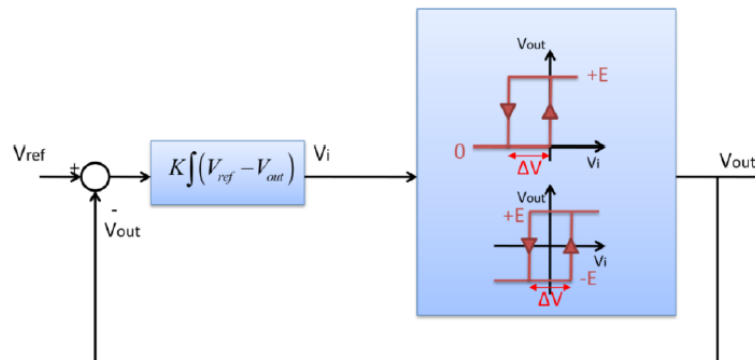 Vout
+E
0
Vi
ΔV
Vref
+
K∫(Vref − Vout)
Vi
Vout
-
Vout
Vout
+E
Vi
-E
ΔV